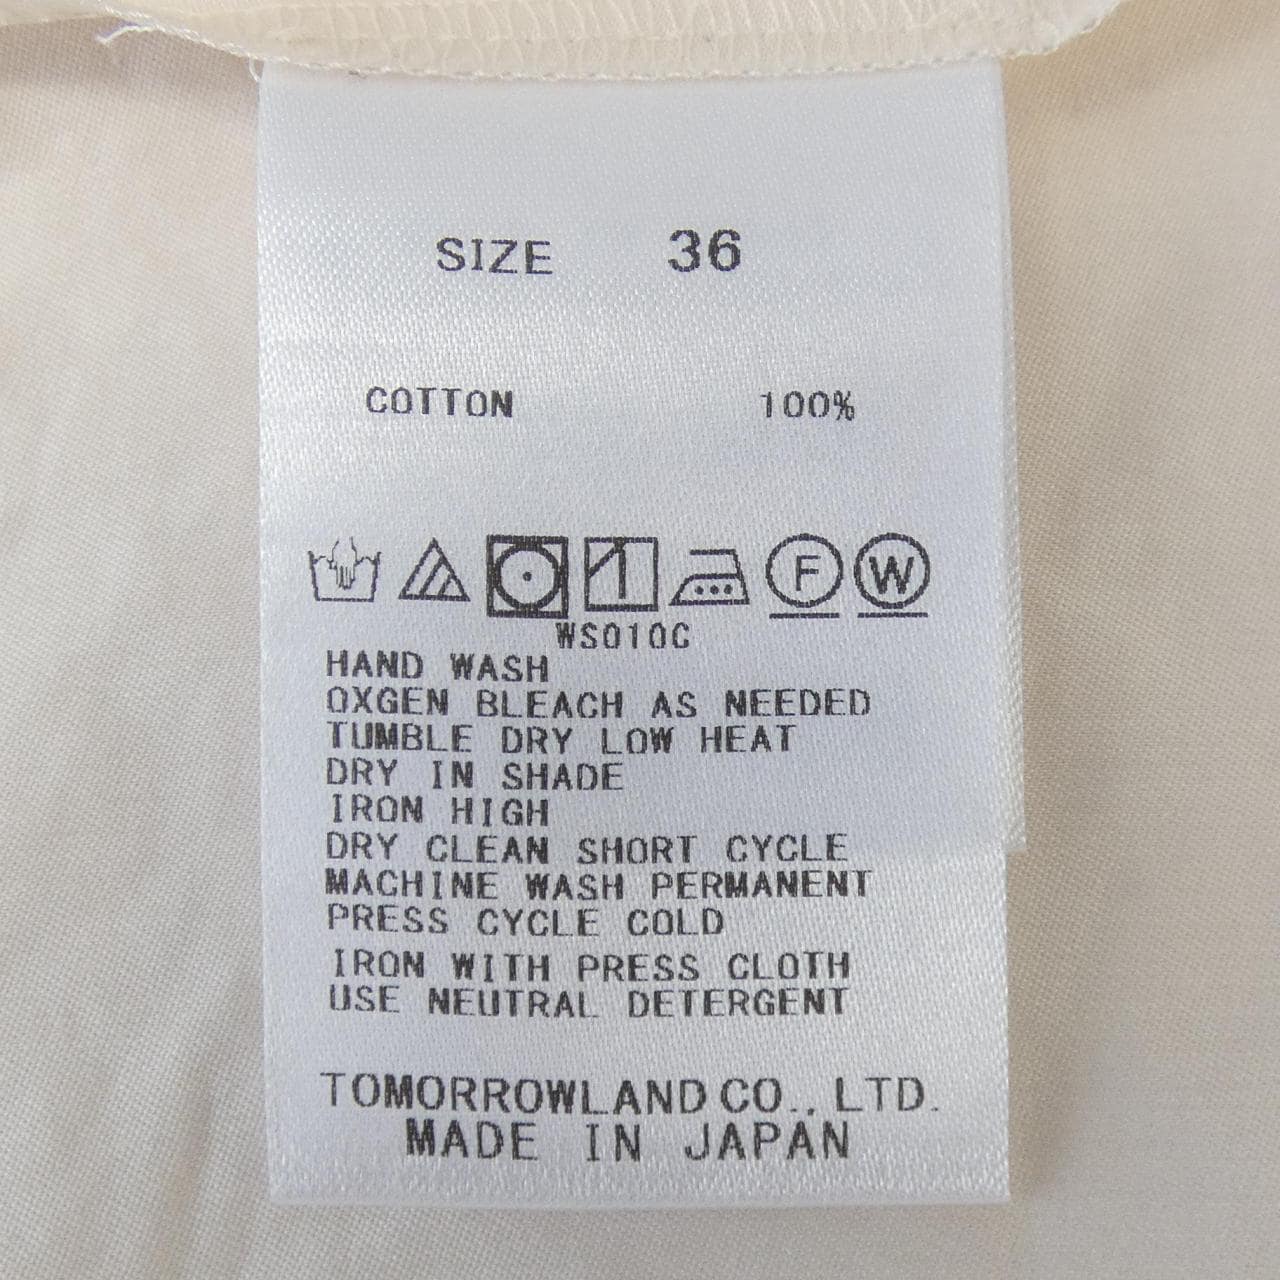 SIZE 36
COTTON 100%
F W
WS010C
HAND WASH
OXGEN BLEACH AS NEEDED
TUMBLE DRY LOW HEAT
DRY IN SHADE
IRON HIGH
DRY CLEAN SHORT CYCLE
MACHINE WASH PERMANENT
PRESS CYCLE COLD
IRON WITH PRESS CLOTH
USE NEUTRAL DETERGENT
TOMORROWLAND CO., LTD.
MADE IN JAPAN